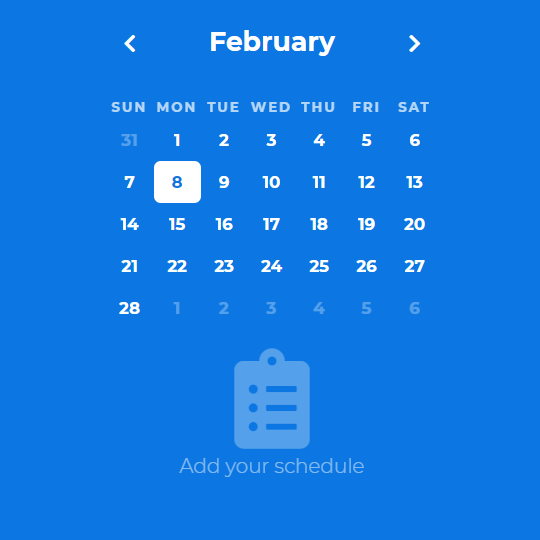 February
SUN MON TUE WED THU FRI SAT
31 1 2 3 4 5 6
7 8 9 10 11 12 13
14 15 16 17 18 19 20
21 22 23 24 25 26 27
28 1 2 3 4 5 6
Add your schedule